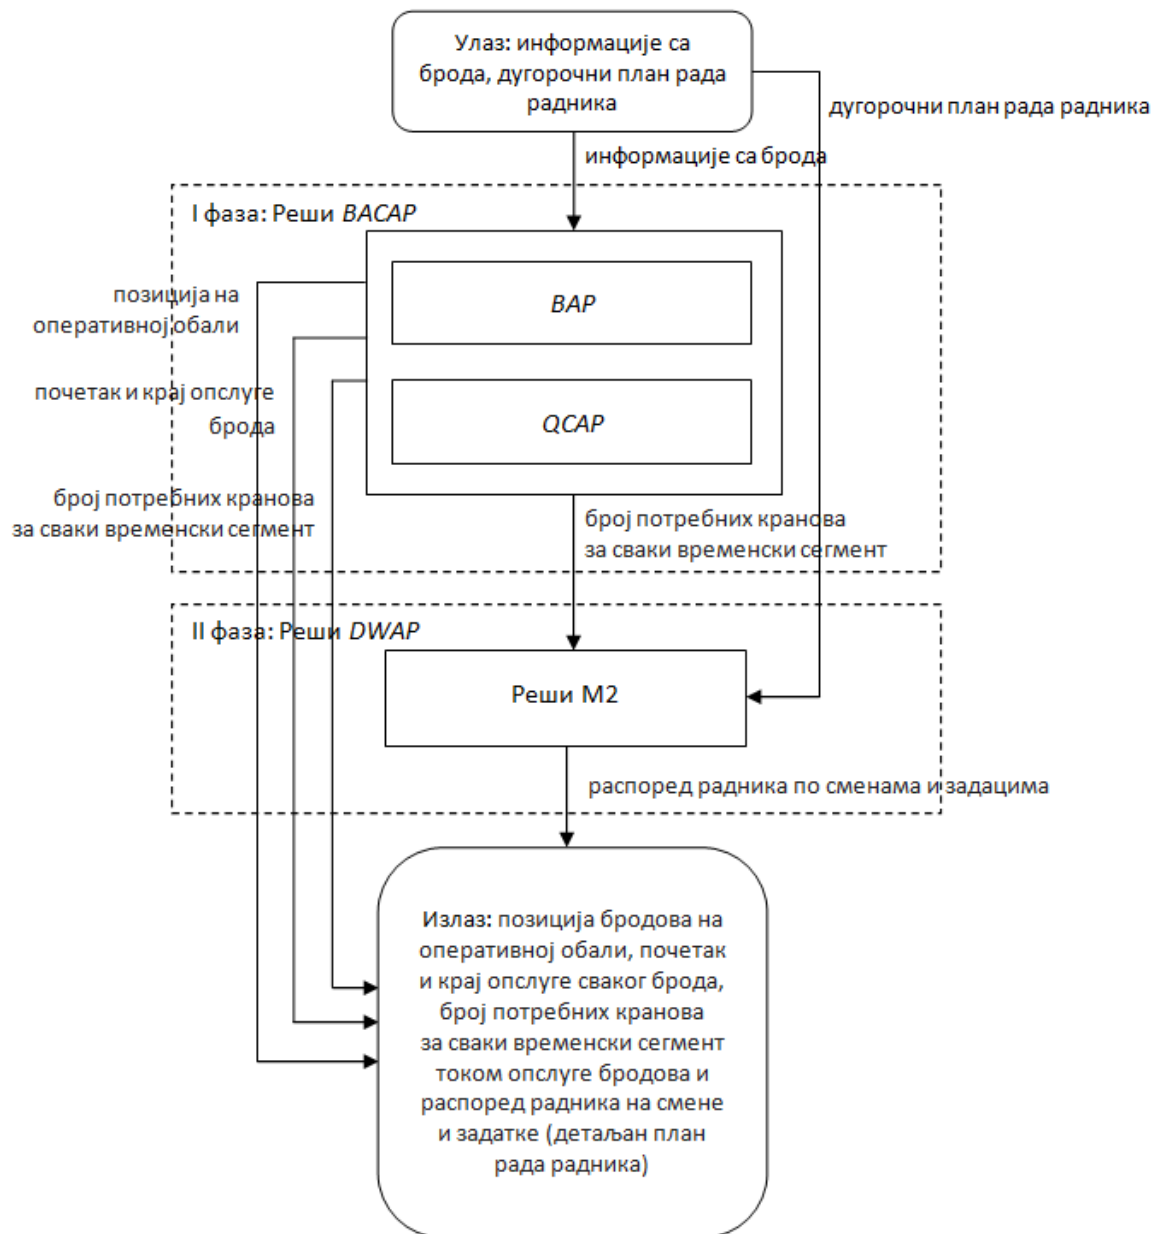 Улаз: информације са
брода, дугорочни план рада
радника
дугорочни план рада радника
информације са брода
I фаза: Реши BACAP
BAP
позиција на
оперативној обали
QCAP
почетак и крај опслуге
брода
број потребних кранова
за сваки временски сегмент
број потребних кранова
за сваки временски сегмент
II фаза: Реши DWAP
Реши М2
распоред радника по сменама и задацима
Излаз: позиција бродова на
оперативној обали, почетак
и крај опслуге сваког брода,
број потребних кранова
за сваки временски сегмент
током опслуге бродова и
распоред радника на смене
и задатке (детаљан план
рада радника)